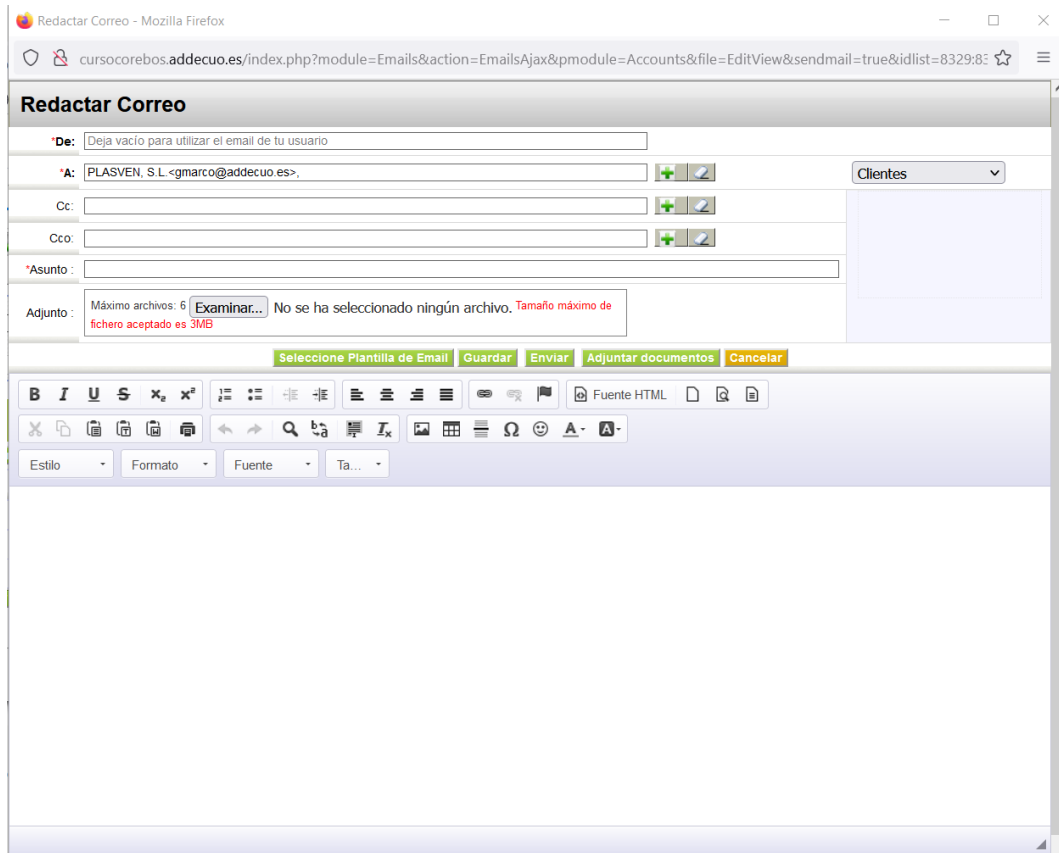 Redactar Correo - Mozilla Firefox
cursocorebos.addecuo.es/index.php?module=Emails&action=EmailsAjax&pmodule=Accounts&file=EditView&sendmail=true&idlist=8329:83
Redactar Correo
*De: Deja vacío para utilizar el email de tu usuario
*A: PLASVEN, S.L.<gmarco@addecuo.es>, Clientes
Cc:
Cco:
*Asunto :
Adjunto : Máximo archivos: 6 Examinar... No se ha seleccionado ningún archivo. Tamaño máximo de
fichero aceptado es 3MB
Seleccione Plantilla de Email Guardar Enviar Adjuntar documentos Cancelar
B I U S x₂ x² Fuente HTML
Ω A A
Estilo Formato Fuente Ta...